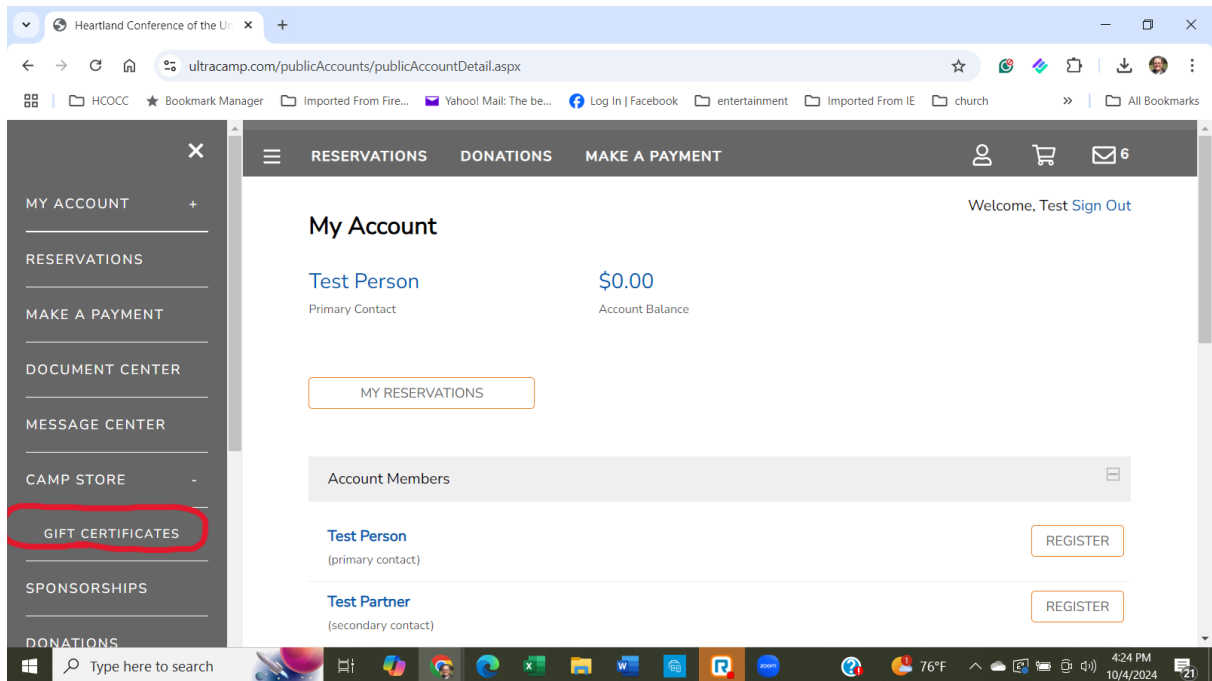 Heartland Conference of the Un
ultracamp.com/publicAccounts/publicAccountDetail.aspx
HCOCC Bookmark Manager Imported From Fire... Yahoo! Mail: The be... Log In | Facebook entertainment Imported From IE church » All Bookmarks
MY ACCOUNT +
RESERVATIONS
MAKE A PAYMENT
DOCUMENT CENTER
MESSAGE CENTER
CAMP STORE -
GIFT CERTIFICATES
SPONSORSHIPS
DONATIONS
RESERVATIONS DONATIONS MAKE A PAYMENT 6
Welcome, Test Sign Out
My Account
Test Person $0.00
Primary Contact Account Balance
MY RESERVATIONS
Account Members
Test Person REGISTER
(primary contact)
Test Partner REGISTER
(secondary contact)
Type here to search zoom 76°F 4:24 PM
10/4/2024 21